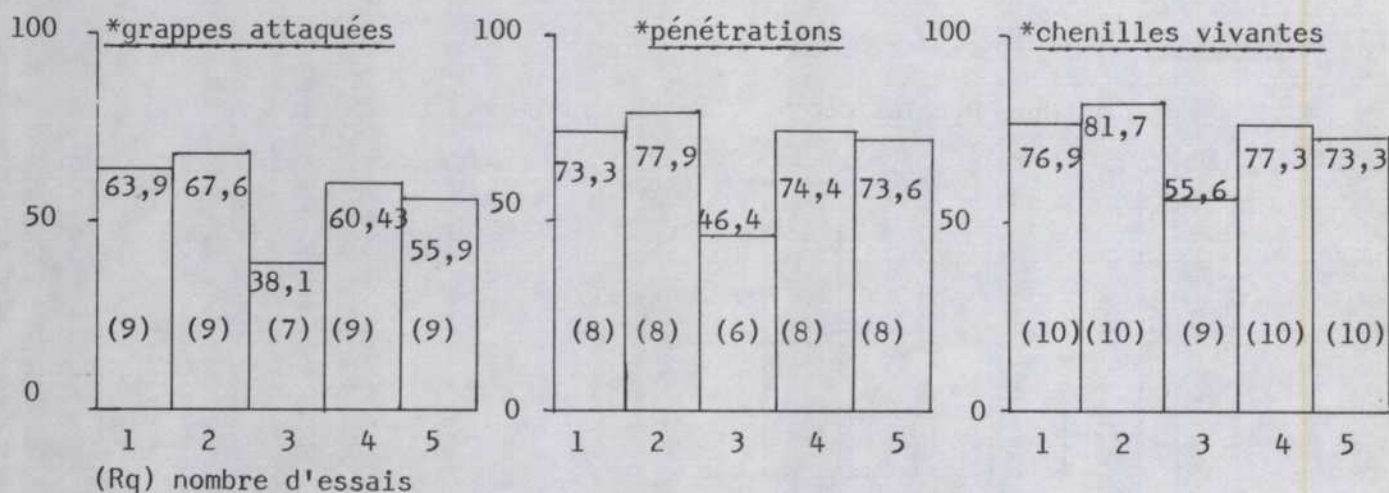 100 *grappes attaquées
63,9 67,6 38,1 60,43 55,9
50
(9) (9) (7) (9) (9)
0
1 2 3 4 5
(Rq) nombre d'essais
100 *pénétrations
73,3 77,9 46,4 74,4 73,6
50
(8) (8) (6) (8) (8)
0
1 2 3 4 5
100 *chenilles vivantes
76,9 81,7 55,6 77,3 73,3
50
(10) (10) (9) (10) (10)
0
1 2 3 4 5